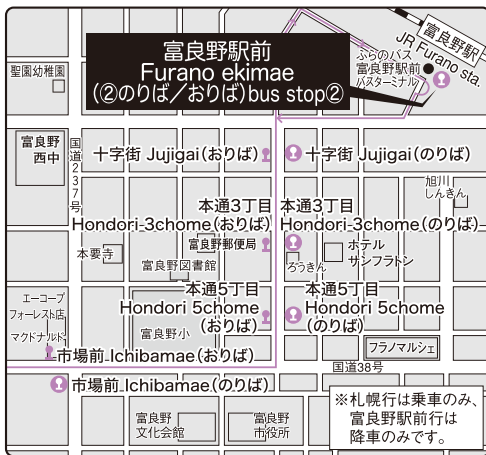 富良野駅
JR Furano sta.
富良野駅前
Furano ekimae
(②のりば／おりば)bus stop②
ふらのバス
富良野駅前
バスターミナル
聖園幼稚園
富良野
西中
国道237号
十字街 Jujigai(おりば)
十字街 Jujigai(のりば)
旭川
しんきん
本通3丁目
Hondori 3chome(おりば)
本通3丁目
Hondori 3chome(のりば)
富良野郵便局
本要寺
富良野図書館
ろうきん
ホテル
サンフラトン
本通5丁目
Hondori 5chome
(おりば)
本通5丁目
Hondori 5chome
(のりば)
エーコープ
フォーレスト店
マクドナルド
富良野小
フラノマルシェ
市場前 Ichibamae(おりば)
国道38号
市場前 Ichibamae(のりば)
富良野
文化会館
富良野
市役所
※札幌行は乗車のみ、
富良野駅前行は
降車のみです。